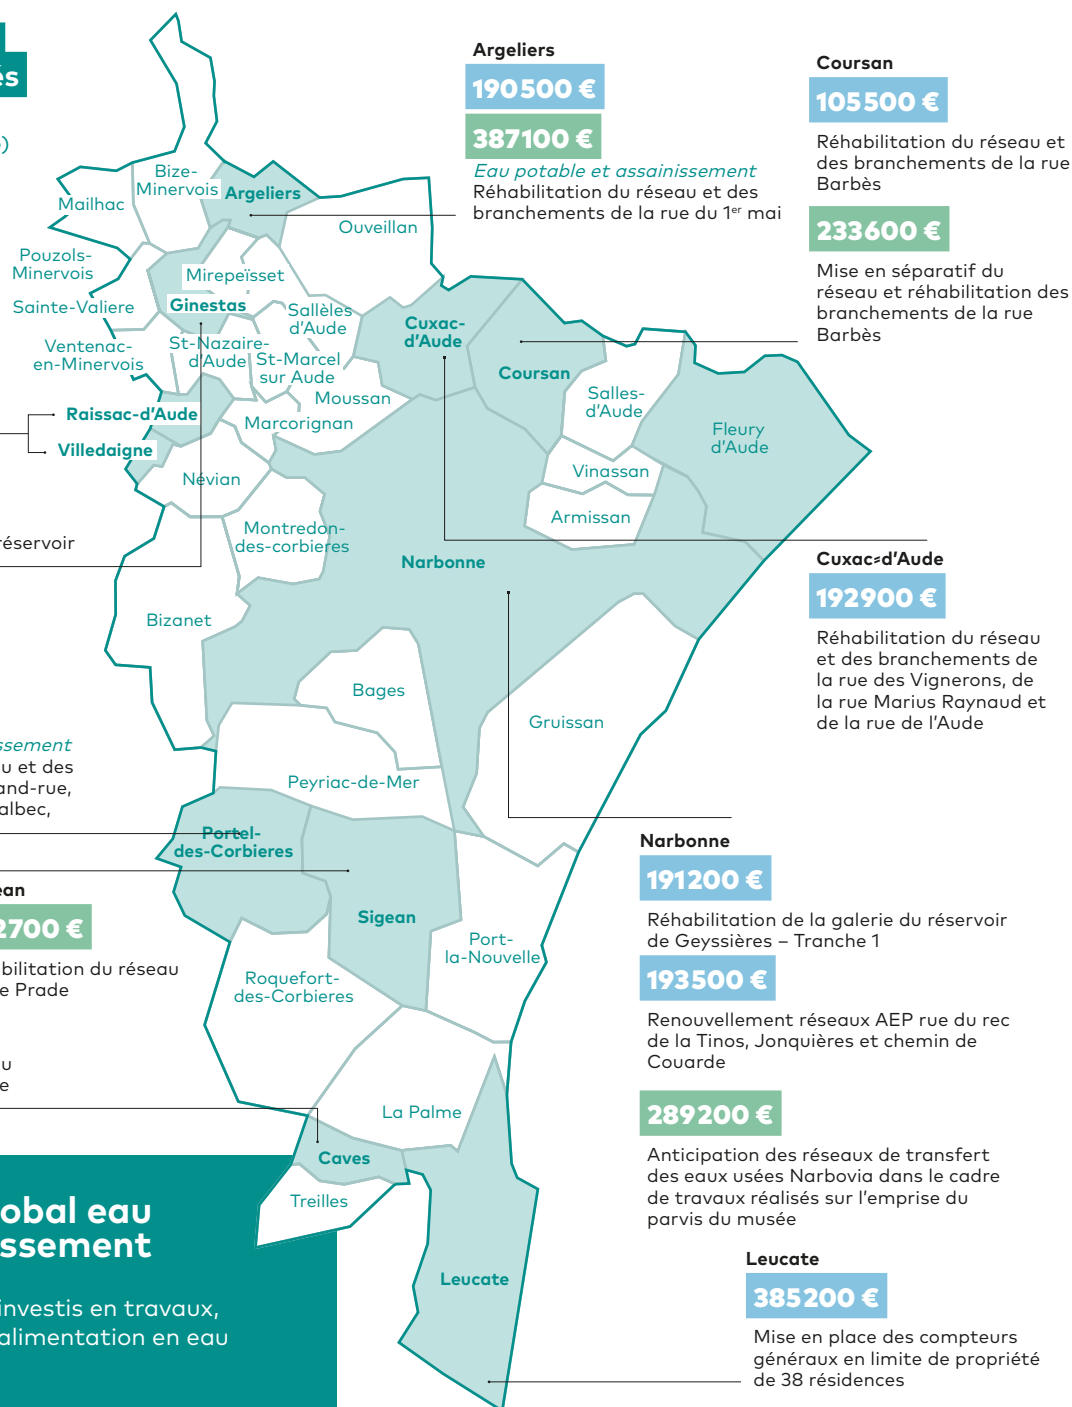 és
)
Argeliers
190500 €
387100 €
Eau potable et assainissement
Réhabilitation du réseau et des
branchements de la rue du 1er mai
Coursan
105500 €
Réhabilitation du réseau et
des branchements de la rue
Barbès
233600 €
Mise en séparatif du
réseau et réhabilitation des
branchements de la rue
Barbès
Bize-
Minervois
Argeliers
Mailhac
Ouveillan
Pouzols-
Minervois
Mirepeïsset
Sainte-Valiere
Ginestas
Sallèles
d'Aude
Cuxac-
d'Aude
Ventenac-
en-Minervois
St-Nazaire-
d'Aude
St-Marcel
sur Aude
Coursan
Moussan
Salles-
d'Aude
Raissac-d'Aude
Marcorignan
Fleury
d'Aude
Villedaigne
Névian
Vinassan
Armissan
Montredon-
des-corbieres
réservoir
Narbonne
Bizanet
Cuxac-d'Aude
192900 €
Réhabilitation du réseau
et des branchements de
la rue des Vignerons, de
la rue Marius Raynaud et
de la rue de l'Aude
Bages
Gruissan
ssement
u et des
and-rue,
albec,
Peyriac-de-Mer
Portel-
des-Corbieres
Narbonne
191200 €
Réhabilitation de la galerie du réservoir
de Geyssières – Tranche 1
193500 €
Renouvellement réseaux AEP rue du rec
de la Tinos, Jonquières et chemin de
Couarde
289200 €
Anticipation des réseaux de transfert
des eaux usées Narbovia dans le cadre
de travaux réalisés sur l'emprise du
parvis du musée
ean
2700 €
bilitation du réseau
e Prade
Sigean
Port-
la-Nouvelle
Roquefort-
des-Corbieres
u
e
La Palme
Caves
Treilles
Leucate
Leucate
385200 €
Mise en place des compteurs
généraux en limite de propriété
de 38 résidences
obal eau
ssement
investis en travaux,
alimentation en eau